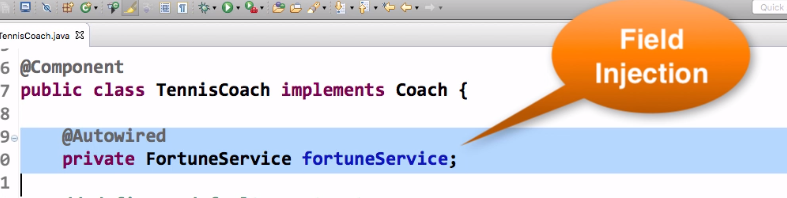 Quick
TennisCoach.java
Field
Injection
6 @Component
7 public class TennisCoach implements Coach {
8
9 @Autowired
0 private FortuneService fortuneService;
1